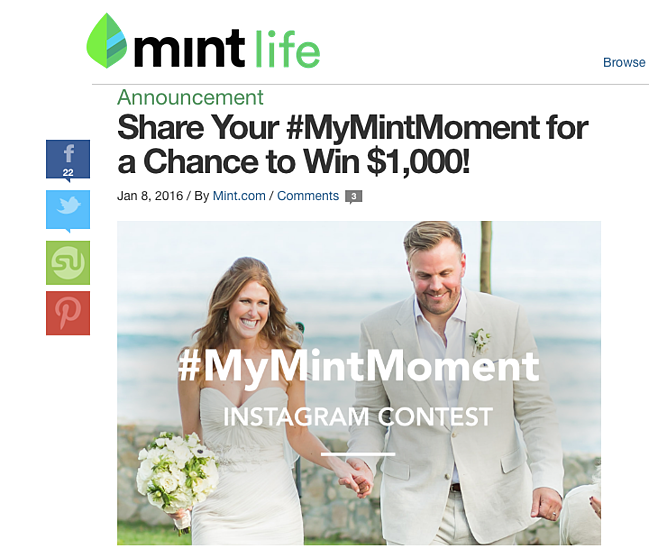 mint life
Browse
Announcement
Share Your #MyMintMoment for
a Chance to Win $1,000!
Jan 8, 2016 / By Mint.com / Comments 3
f
22
#MyMintMoment
INSTAGRAM CONTEST